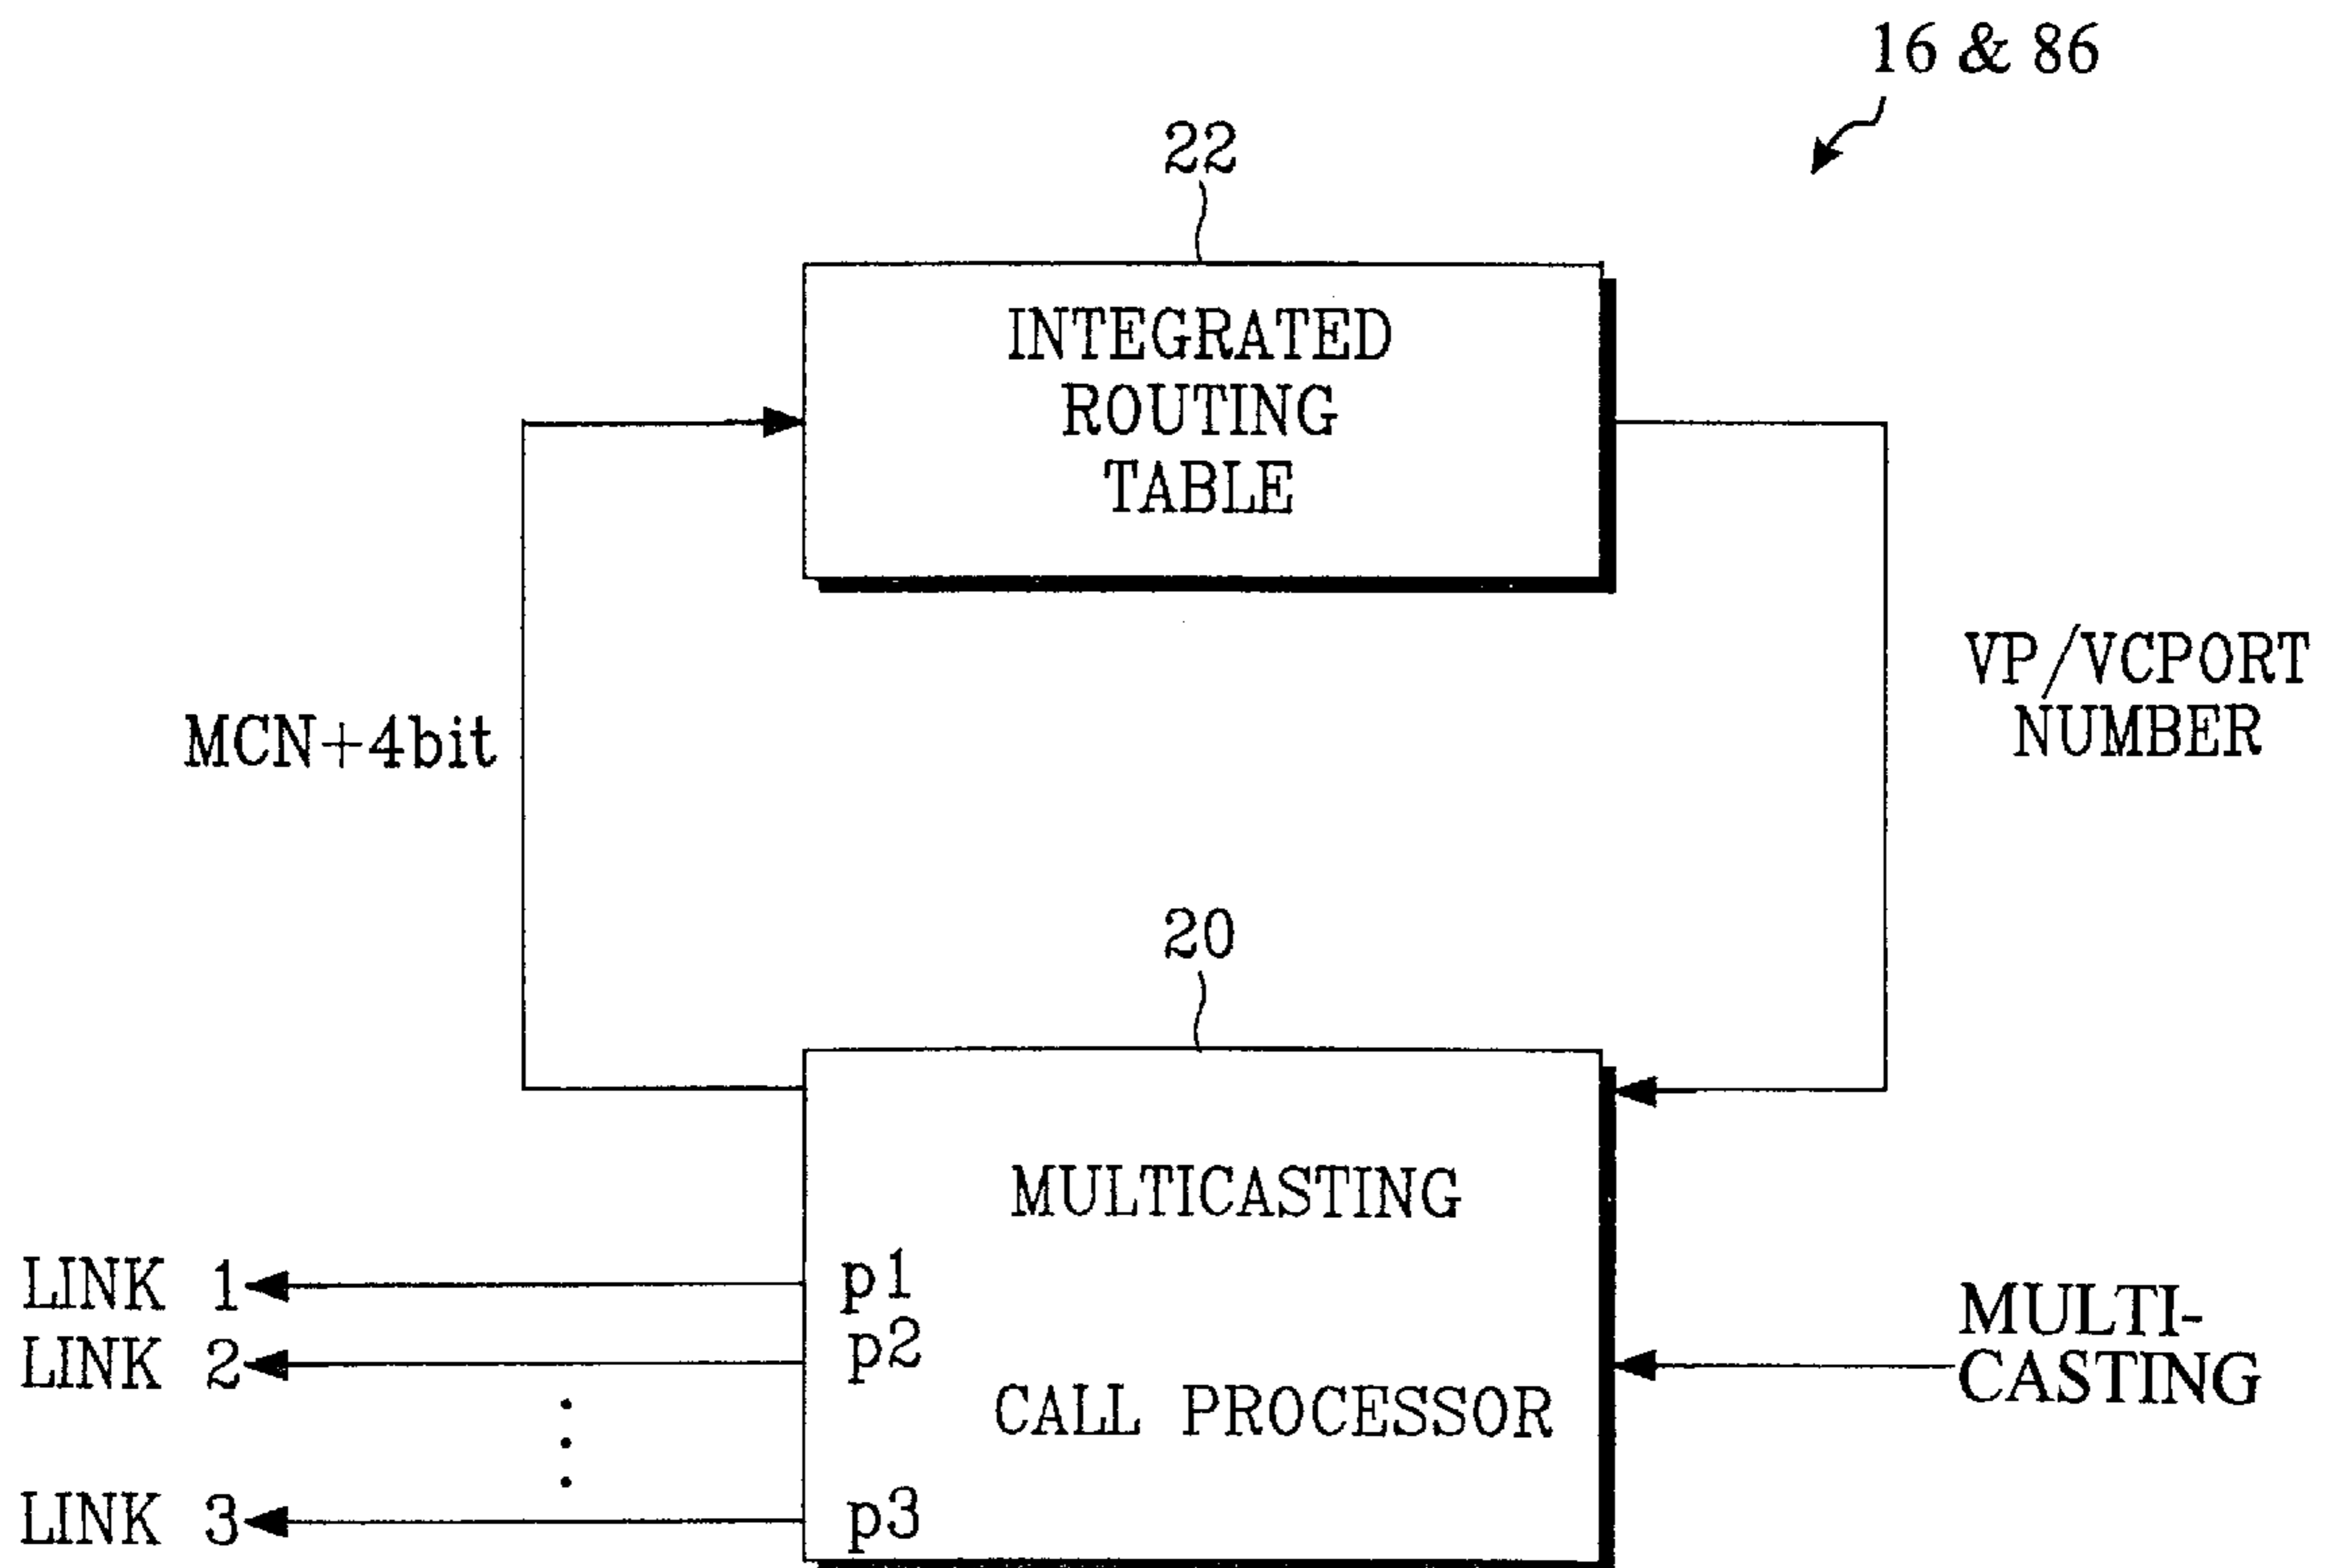 16 & 86
22
INTEGRATED
ROUTING
TABLE
VP/VCPORT
NUMBER
MCN+4bit
20
MULTICASTING
CALL PROCESSOR
p1
p2
p3
LINK 1
LINK 2
LINK 3
MULTI-
CASTING